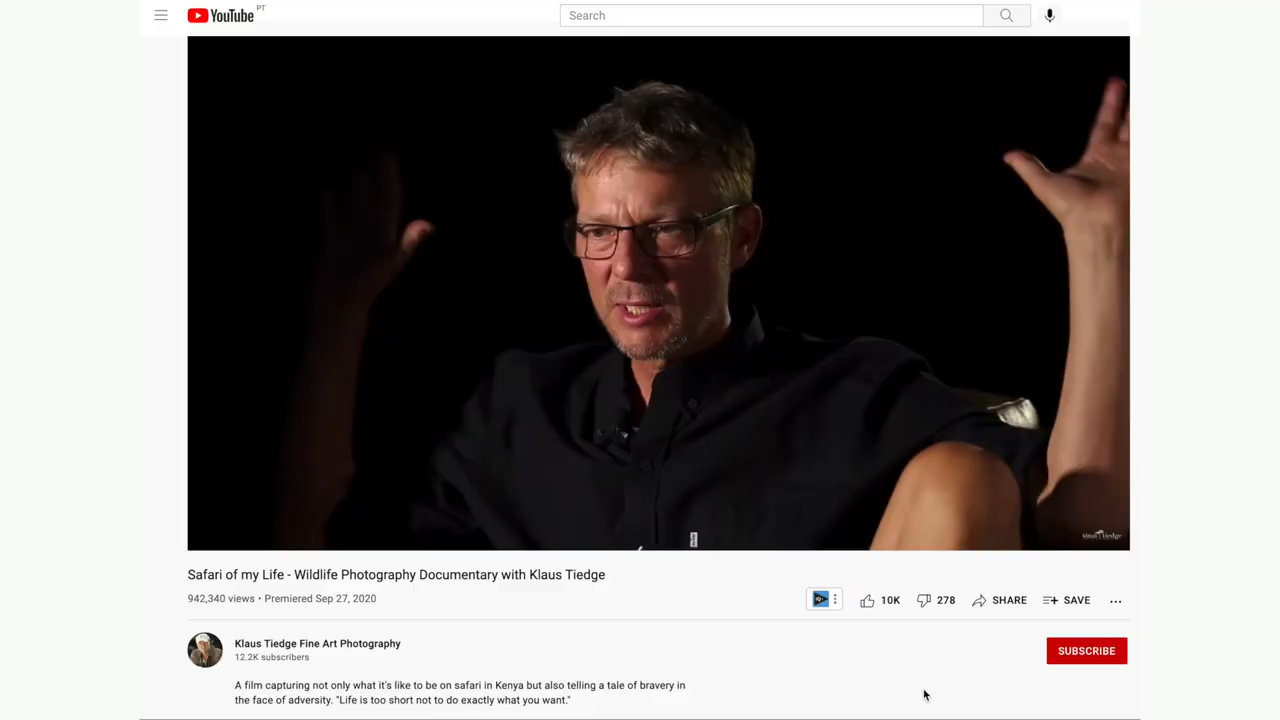 YouTube PT
Search
klaus tiedge
Safari of my Life - Wildlife Photography Documentary with Klaus Tiedge
942,340 views • Premiered Sep 27, 2020
10K 278 SHARE SAVE
Klaus Tiedge Fine Art Photography
12.2K subscribers
SUBSCRIBE
A film capturing not only what it's like to be on safari in Kenya but also telling a tale of bravery in
the face of adversity. "Life is too short not to do exactly what you want."